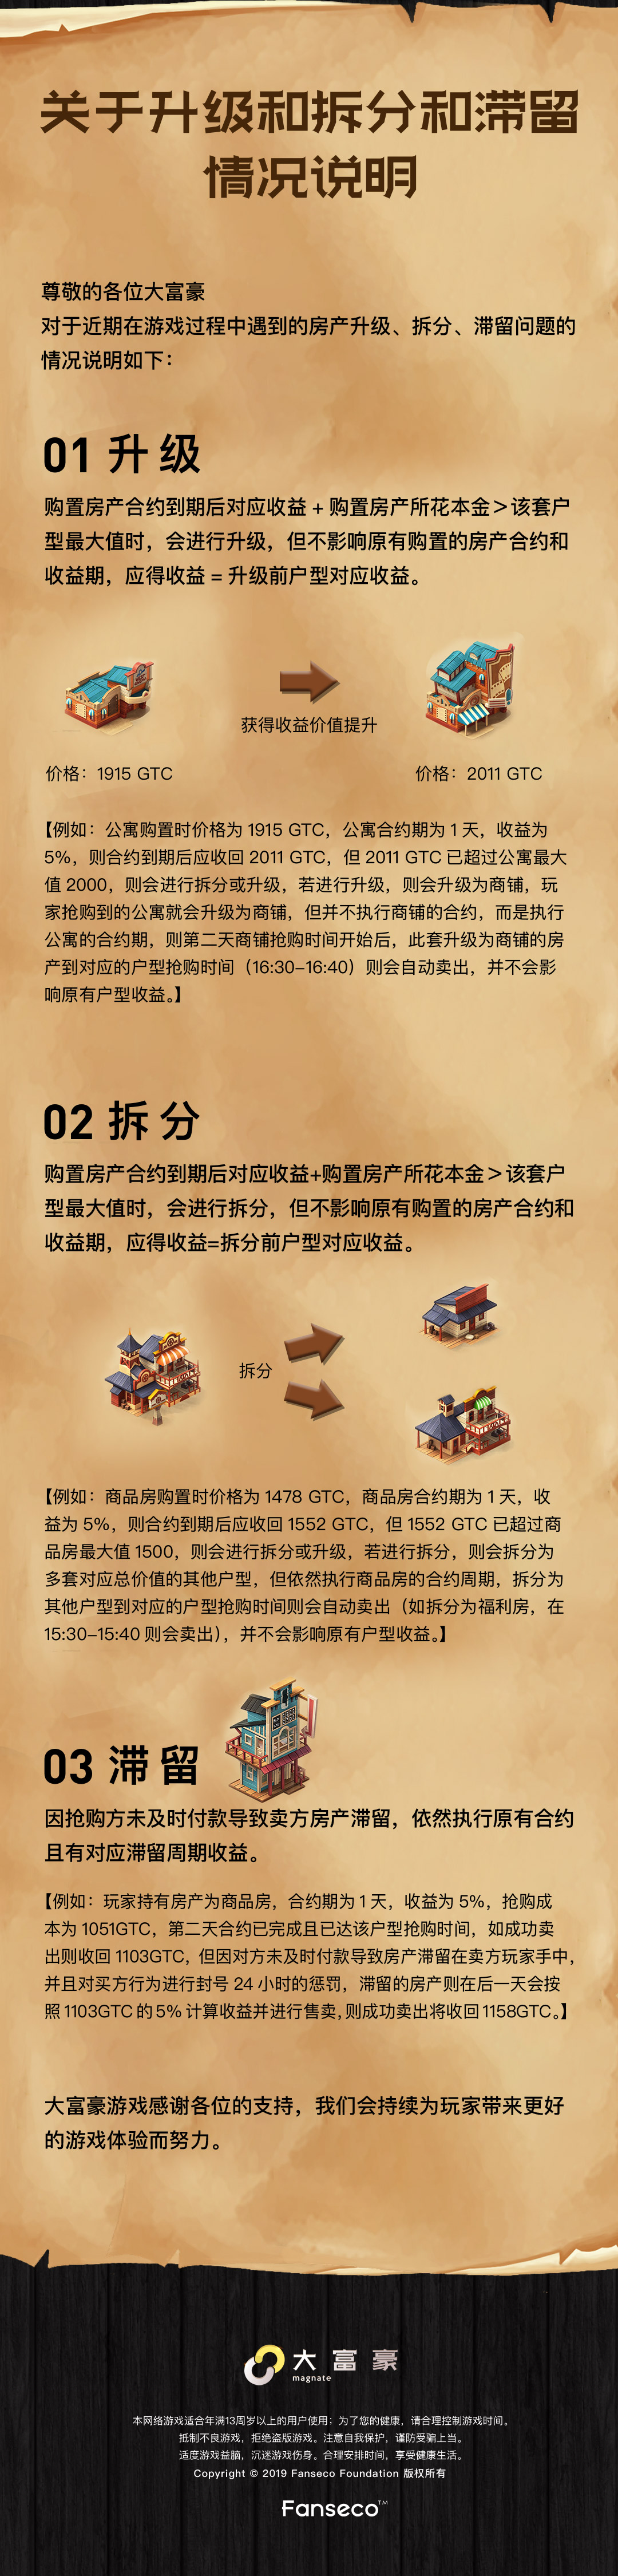 关于升级和拆分和滞留
情况说明
尊敬的各位大富豪
对于近期在游戏过程中遇到的房产升级、拆分、滞留问题的
情况说明如下：
01 升级
购置房产合约到期后对应收益 + 购置房产所花本金＞该套户
型最大值时，会进行升级，但不影响原有购置的房产合约和
收益期，应得收益 = 升级前户型对应收益。
获得收益价值提升
价格：1915 GTC
价格：2011 GTC
【例如：公寓购置时价格为 1915 GTC，公寓合约期为 1 天，收益为
5%，则合约到期后应收回 2011 GTC，但 2011 GTC 已超过公寓最大
值 2000，则会进行拆分或升级，若进行升级，则会升级为商铺，玩
家抢购到的公寓就会升级为商铺，但并不执行商铺的合约，而是执行
公寓的合约期，则第二天商铺抢购时间开始后，此套升级为商铺的房
产到对应的户型抢购时间（16:30-16:40）则会自动卖出，并不会影
响原有户型收益。】
02 拆分
购置房产合约到期后对应收益+购置房产所花本金＞该套户
型最大值时，会进行拆分，但不影响原有购置的房产合约和
收益期，应得收益=拆分前户型对应收益。
拆分
【例如：商品房购置时价格为 1478 GTC，商品房合约期为 1 天，收
益为 5%，则合约到期后应收回 1552 GTC，但 1552 GTC 已超过商
品房最大值 1500，则会进行拆分或升级，若进行拆分，则会拆分为
多套对应总价值的其他户型，但依然执行商品房的合约周期，拆分为
其他户型到对应的户型抢购时间则会自动卖出（如拆分为福利房，在
15:30-15:40 则会卖出），并不会影响原有户型收益。】
03 滞留
因抢购方未及时付款导致卖方房产滞留，依然执行原有合约
且有对应滞留周期收益。
【例如：玩家持有房产为商品房，合约期为 1 天，收益为 5%，抢购成
本为 1051GTC，第二天合约已完成且已达该户型抢购时间，如成功卖
出则收回 1103GTC，但因对方未及时付款导致房产滞留在卖方玩家手中，
并且对买方行为进行封号 24 小时的惩罚，滞留的房产则在后一天会按
照 1103GTC 的 5% 计算收益并进行售卖，则成功卖出将收回 1158GTC。】
大富豪游戏感谢各位的支持，我们会持续为玩家带来更好
的游戏体验而努力。
大富豪
magnate
本网络游戏适合年满13周岁以上的用户使用；为了您的健康，请合理控制游戏时间。
抵制不良游戏，拒绝盗版游戏。注意自我保护，谨防受骗上当。
适度游戏益脑，沉迷游戏伤身。合理安排时间，享受健康生活。
Copyright © 2019 Fanseco Foundation 版权所有
Fanseco™